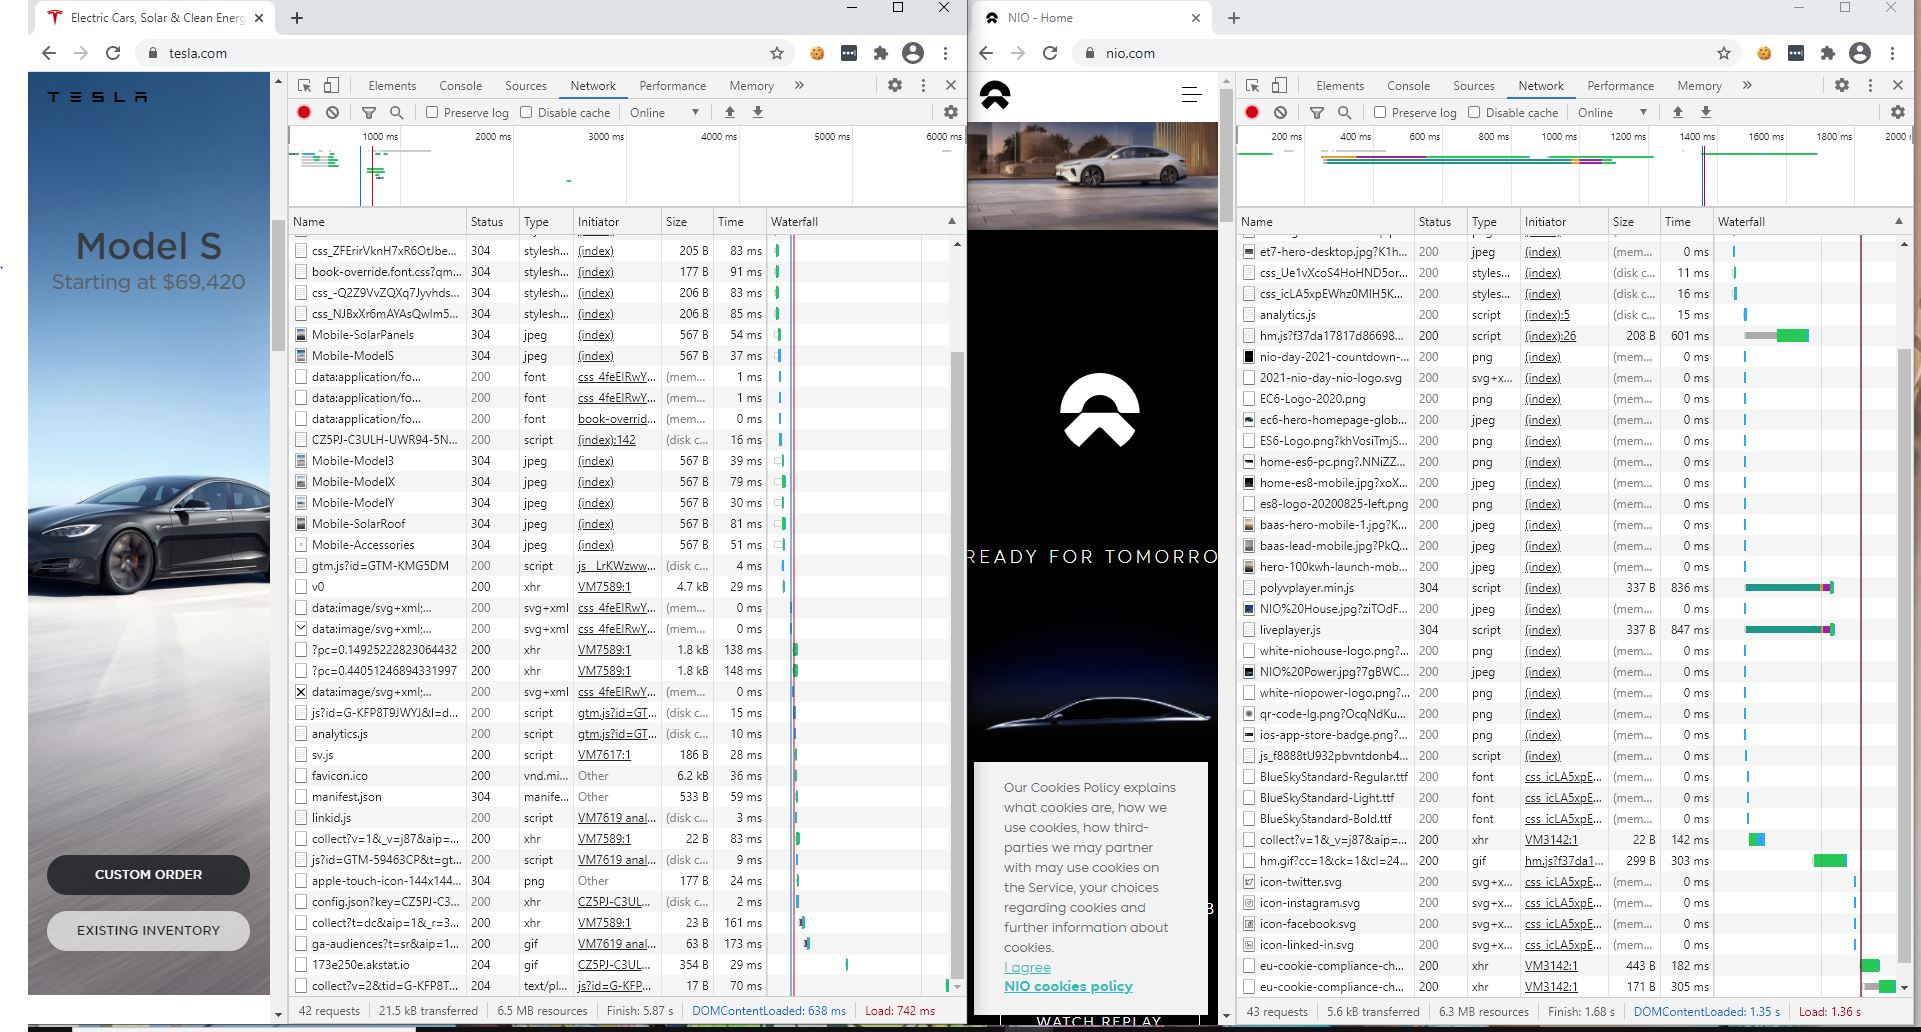 Electric Cars, Solar & Clean Energ
tesla.com
TESLA
Model S
Starting at $69,420
CUSTOM ORDER
EXISTING INVENTORY
Elements Console Sources Network Performance Memory
Preserve log Disable cache Online
1000 ms 2000 ms 3000 ms 4000 ms 5000 ms 6000 ms
Name Status Type Initiator Size Time Waterfall
css_ZFErirVknH7xR6OtJbe... 304 stylesh... (index) 205 B 83 ms
book-override.font.css?qm... 304 stylesh... (index) 177 B 91 ms
css_-Q2Z9VvZQXq7Jyvhds... 304 stylesh... (index) 206 B 83 ms
css_NJBxXr6mAYAsQwlm5... 304 stylesh... (index) 206 B 85 ms
Mobile-SolarPanels 304 jpeg (index) 567 B 54 ms
Mobile-ModelS 304 jpeg (index) 567 B 37 ms
data:application/fo... 200 font css_4feEIRwY... (mem... 1 ms
data:application/fo... 200 font css_4feEIRwY... (mem... 1 ms
data:application/fo... 200 font book-overrid... (mem... 0 ms
CZ5PJ-C3ULH-UWR94-5N... 200 script (index):142 (disk c... 16 ms
Mobile-Model3 304 jpeg (index) 567 B 39 ms
Mobile-ModelX 304 jpeg (index) 567 B 79 ms
Mobile-ModelY 304 jpeg (index) 567 B 30 ms
Mobile-SolarRoof 304 jpeg (index) 567 B 81 ms
Mobile-Accessories 304 jpeg (index) 567 B 51 ms
gtm.js?id=GTM-KMG5DM 200 script js__LrKWzww... (disk c... 4 ms
v0 200 xhr VM7589:1 4.7 kB 29 ms
data:image/svg+xml;... 200 svg+xml css_4feEIRwY... (mem... 0 ms
data:image/svg+xml;... 200 svg+xml css_4feEIRwY... (mem... 0 ms
?pc=0.14925222823064432 200 xhr VM7589:1 1.8 kB 138 ms
?pc=0.44051246894331997 200 xhr VM7589:1 1.8 kB 148 ms
data:image/svg+xml;... 200 svg+xml css_4feEIRwY... (mem... 0 ms
js?id=G-KFP8T9JWYJ&l=d... 200 script gtm.js?id=GT... (disk c... 15 ms
analytics.js 200 script gtm.js?id=GT... (disk c... 10 ms
sv.js 200 script VM7617:1 186 B 28 ms
favicon.ico 200 vnd.mi... Other 6.2 kB 36 ms
manifest.json 304 manife... Other 533 B 59 ms
linkid.js 200 script VM7619 anal... (disk c... 3 ms
collect?v=1&_v=j87&aip=... 200 xhr VM7589:1 22 B 83 ms
js?id=GTM-59463CP&t=gt... 200 script VM7619 anal... (disk c... 9 ms
apple-touch-icon-144x144... 304 png Other 177 B 24 ms
config.json?key=CZ5PJ-C3... 200 xhr CZ5PJ-C3UL... (disk c... 2 ms
collect?t=dc&aip=1&_r=3... 200 xhr VM7589:1 23 B 161 ms
ga-audiences?t=sr&aip=1... 200 gif VM7619 anal... 63 B 173 ms
173e250e.akstat.io 204 gif CZ5PJ-C3UL... 354 B 29 ms
collect?v=2&tid=G-KFP8T... 204 text/pl... js?id=G-KFP... 17 B 70 ms
42 requests 21.5 kB transferred 6.5 MB resources Finish: 5.87 s DOMContentLoaded: 638 ms Load: 742 ms
NIO - Home
nio.com
READY FOR TOMORRO
B
Our Cookies Policy explains
what cookies are, how we
use cookies, how third-
parties we may partner
with may use cookies on
the Service, your choices
regarding cookies and
further information about
cookies.
I agree
NIO cookies policy
WATCH REPLAY
Elements Console Sources Network Performance Memory
Preserve log Disable cache Online
200 ms 400 ms 600 ms 800 ms 1000 ms 1200 ms 1400 ms 1600 ms 1800 ms 2000
Name Status Type Initiator Size Time Waterfall
et7-hero-desktop.jpg?K1h... 200 jpeg (index) (mem... 0 ms
css_Ue1vXcoS4HoHND5or... 200 styles... (index) (disk c... 11 ms
css_icLA5xpEWhz0MIH5K... 200 styles... (index) (disk c... 16 ms
analytics.js 200 script (index):5 (disk c... 15 ms
hm.js?f37da17817d86698... 200 script (index):26 208 B 601 ms
nio-day-2021-countdown-... 200 png (index) (mem... 0 ms
2021-nio-day-nio-logo.svg 200 svg+x... (index) (mem... 0 ms
EC6-Logo-2020.png 200 png (index) (mem... 0 ms
ec6-hero-homepage-glob... 200 jpeg (index) (mem... 0 ms
ES6-Logo.png?khVosiTmjS... 200 png (index) (mem... 0 ms
home-es6-pc.png?.NNiZZ... 200 png (index) (mem... 0 ms
home-es8-mobile.jpg?xoX... 200 jpeg (index) (mem... 0 ms
es8-logo-20200825-left.png 200 png (index) (mem... 0 ms
baas-hero-mobile-1.jpg?K... 200 jpeg (index) (mem... 0 ms
baas-lead-mobile.jpg?PkQ... 200 jpeg (index) (mem... 0 ms
hero-100kwh-launch-mob... 200 jpeg (index) (mem... 0 ms
polyvplayer.min.js 304 script (index) 337 B 836 ms
NIO%20House.jpg?ziTOdF... 200 jpeg (index) (mem... 0 ms
liveplayer.js 304 script (index) 337 B 847 ms
white-niohouse-logo.png?... 200 png (index) (mem... 0 ms
NIO%20Power.jpg?7gBWC... 200 jpeg (index) (mem... 0 ms
white-niopower-logo.png?... 200 png (index) (mem... 0 ms
qr-code-lg.png?OcqNdKu... 200 png (index) (mem... 0 ms
ios-app-store-badge.png?... 200 png (index) (mem... 0 ms
js_f8888tU932pbvntdonb4... 200 script (index) (mem... 0 ms
BlueSkyStandard-Regular.ttf 200 font css_icLA5xpE... (mem... 0 ms
BlueSkyStandard-Light.ttf 200 font css_icLA5xpE... (mem... 0 ms
BlueSkyStandard-Bold.ttf 200 font css_icLA5xpE... (mem... 0 ms
collect?v=1&_v=j87&aip=... 200 xhr VM3142:1 22 B 142 ms
hm.gif?cc=1&ck=1&cl=24... 200 gif hm.js?f37da1... 299 B 303 ms
icon-twitter.svg 200 svg+x... css_icLA5xpE... (mem... 0 ms
icon-instagram.svg 200 svg+x... css_icLA5xpE... (mem... 0 ms
icon-facebook.svg 200 svg+x... css_icLA5xpE... (mem... 0 ms
icon-linked-in.svg 200 svg+x... css_icLA5xpE... (mem... 0 ms
eu-cookie-compliance-ch... 200 xhr VM3142:1 443 B 182 ms
eu-cookie-compliance-ch... 200 xhr VM3142:1 171 B 305 ms
43 requests 5.6 kB transferred 6.3 MB resources Finish: 1.68 s DOMContentLoaded: 1.35 s Load: 1.36 s